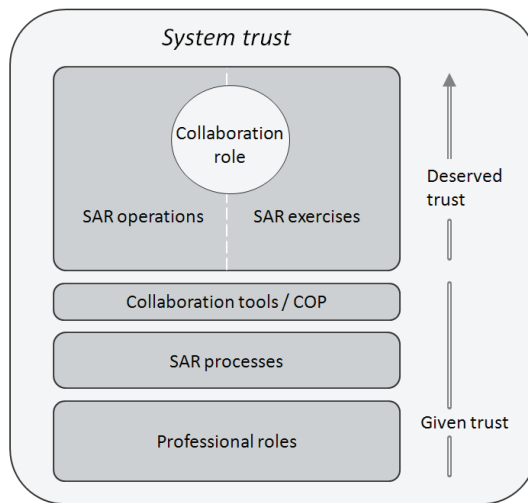 System trust
Collaboration
role
SAR operations
SAR exercises
Deserved
trust
Collaboration tools / COP
SAR processes
Given trust
Professional roles